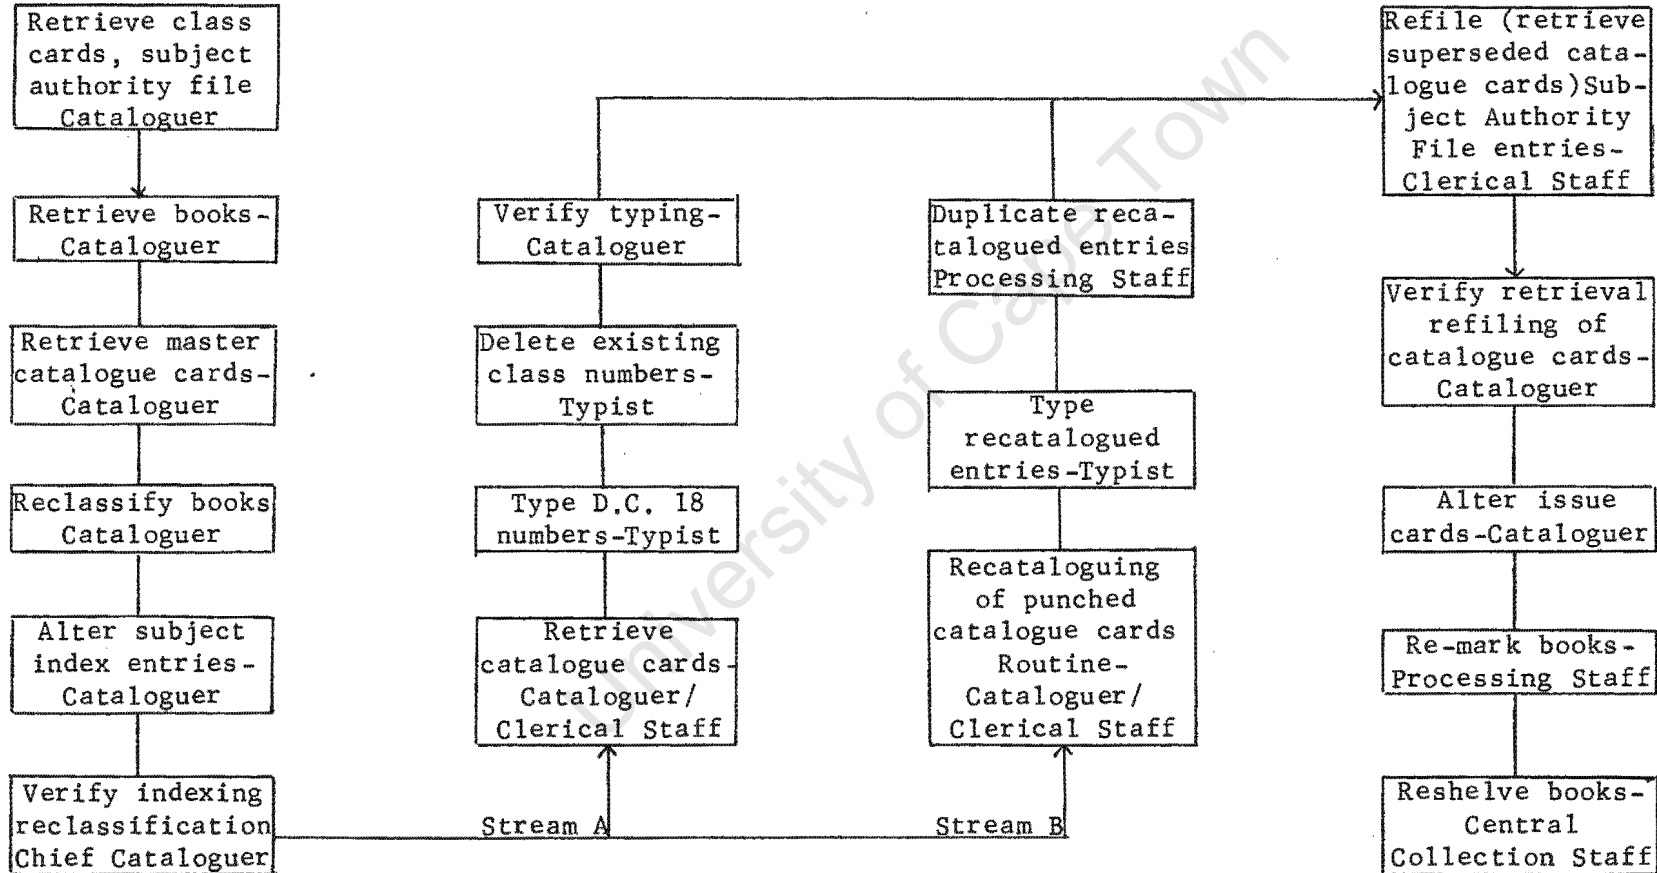 Retrieve class
cards, subject
authority file
Cataloguer
Retrieve books-
Cataloguer
Retrieve master
catalogue cards-
Cataloguer
Reclassify books
Cataloguer
Alter subject
index entries-
Cataloguer
Verify indexing
reclassification
Chief Cataloguer
Stream A
Stream B
Verify typing-
Cataloguer
Delete existing
class numbers-
Typist
Type D.C. 18
numbers-Typist
Retrieve
catalogue cards-
Cataloguer/
Clerical Staff
Duplicate reca-
talogued entries
Processing Staff
Type
recatalogued
entries-Typist
Recataloguing
of punched
catalogue cards
Routine-
Cataloguer/
Clerical Staff
Refile (retrieve
superseded cata-
logue cards)Sub-
ject Authority
File entries-
Clerical Staff
Verify retrieval
refiling of
catalogue cards-
Cataloguer
Alter issue
cards-Cataloguer
Re-mark books-
Processing Staff
Reshelve books-
Central
Collection Staff
University of Cape Town